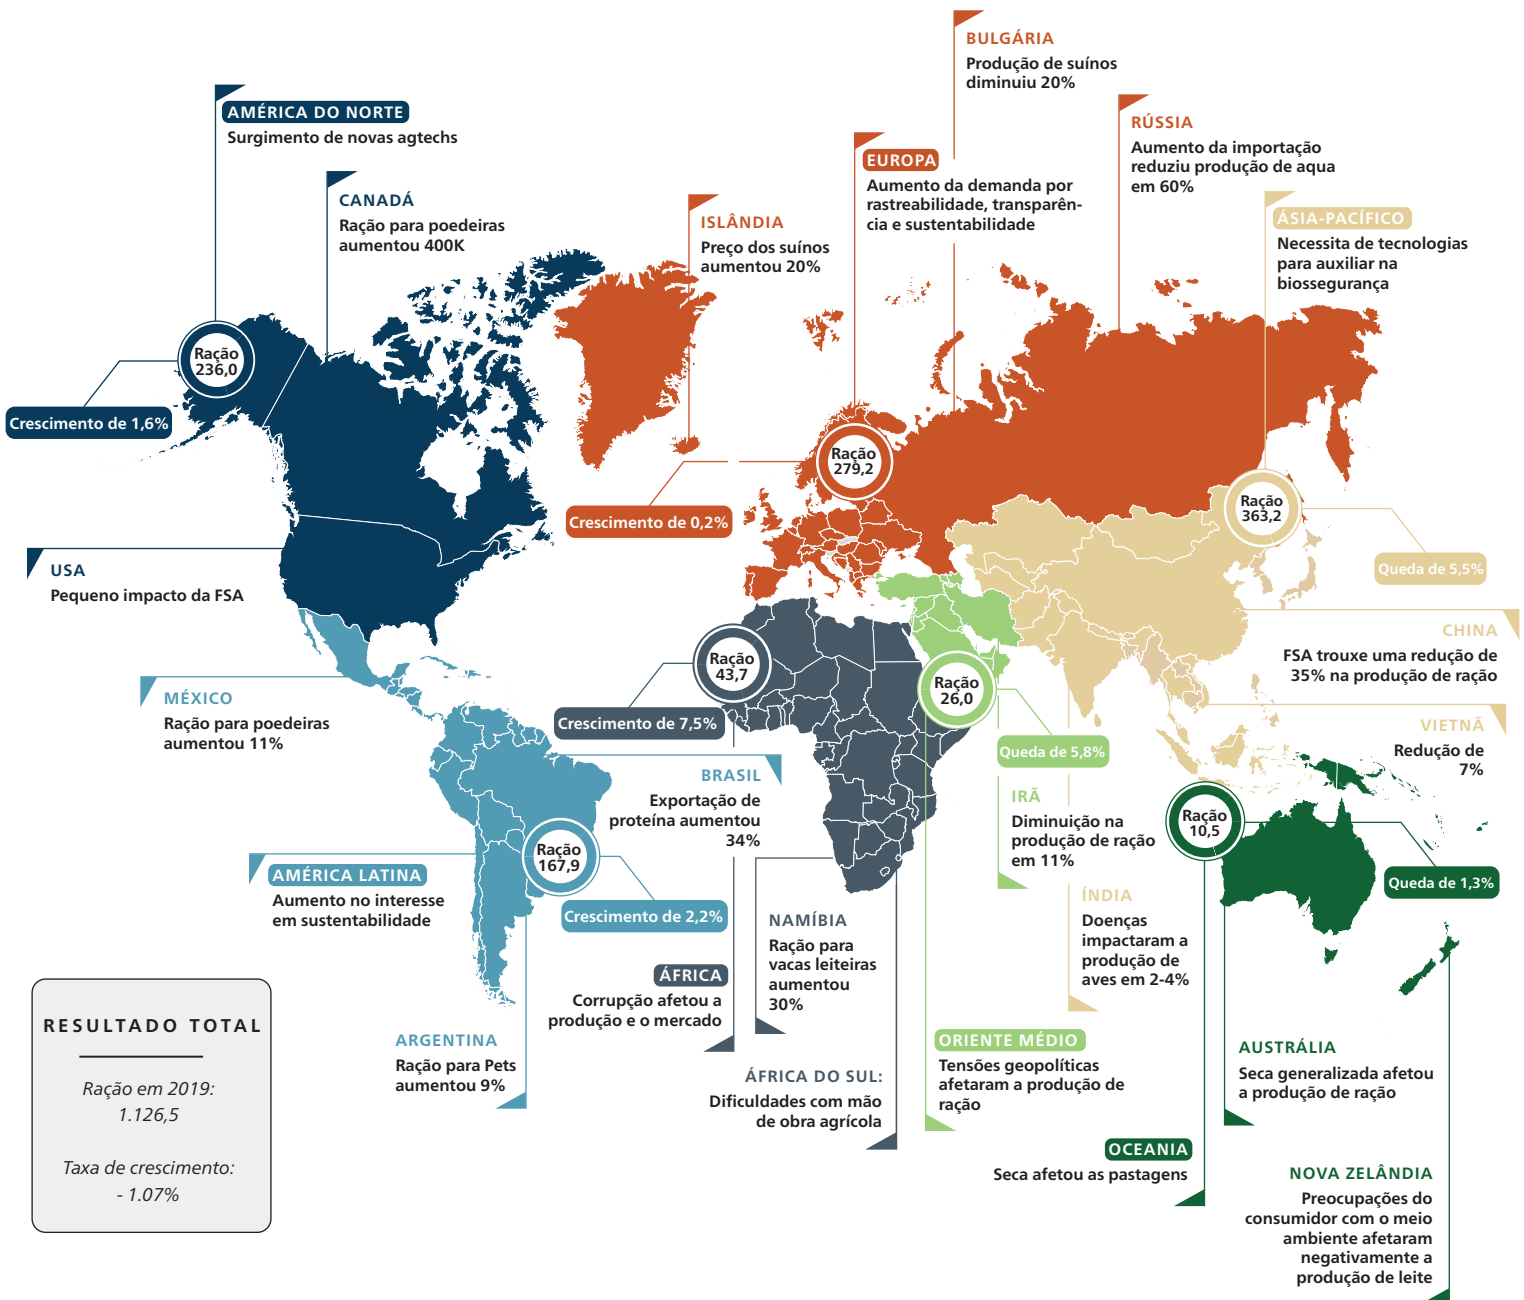 BULGÁRIA
Produção de suínos
diminuiu 20%
AMÉRICA DO NORTE
Surgimento de novas agtechs
RÚSSIA
Aumento da importação
reduziu produção de aqua
em 60%
EUROPA
Aumento da demanda por
rastreabilidade, transparên-
cia e sustentabilidade
CANADÁ
Ração para poedeiras
aumentou 400K
ISLÂNDIA
Preço dos suínos
aumentou 20%
ÁSIA-PACÍFICO
Necessita de tecnologias
para auxiliar na
biossegurança
Ração
236,0
Crescimento de 1,6%
Ração
279,2
Crescimento de 0,2%
Ração
363,2
Queda de 5,5%
USA
Pequeno impacto da FSA
CHINA
FSA trouxe uma redução de
35% na produção de ração
MÉXICO
Ração para poedeiras
aumentou 11%
Ração
43,7
Crescimento de 7,5%
Ração
26,0
Queda de 5,8%
VIETNÃ
Redução de
7%
BRASIL
Exportação de
proteína aumentou
34%
IRÃ
Diminuição na
produção de ração
em 11%
Ração
10,5
Queda de 1,3%
Ração
167,9
Crescimento de 2,2%
AMÉRICA LATINA
Aumento no interesse
em sustentabilidade
NAMÍBIA
Ração para
vacas leiteiras
aumentou
30%
ÍNDIA
Doenças
impactaram a
produção de
aves em 2-4%
ÁFRICA
Corrupção afetou a
produção e o mercado
RESULTADO TOTAL
Ração em 2019:
1.126,5
Taxa de crescimento:
- 1.07%
ARGENTINA
Ração para Pets
aumentou 9%
ÁFRICA DO SUL:
Dificuldades com mão
de obra agrícola
ORIENTE MÉDIO
Tensões geopolíticas
afetaram a produção de
ração
AUSTRÁLIA
Seca generalizada afetou
a produção de ração
OCEANIA
Seca afetou as pastagens
NOVA ZELÂNDIA
Preocupações do
consumidor com o meio
ambiente afetaram
negativamente a
produção de leite